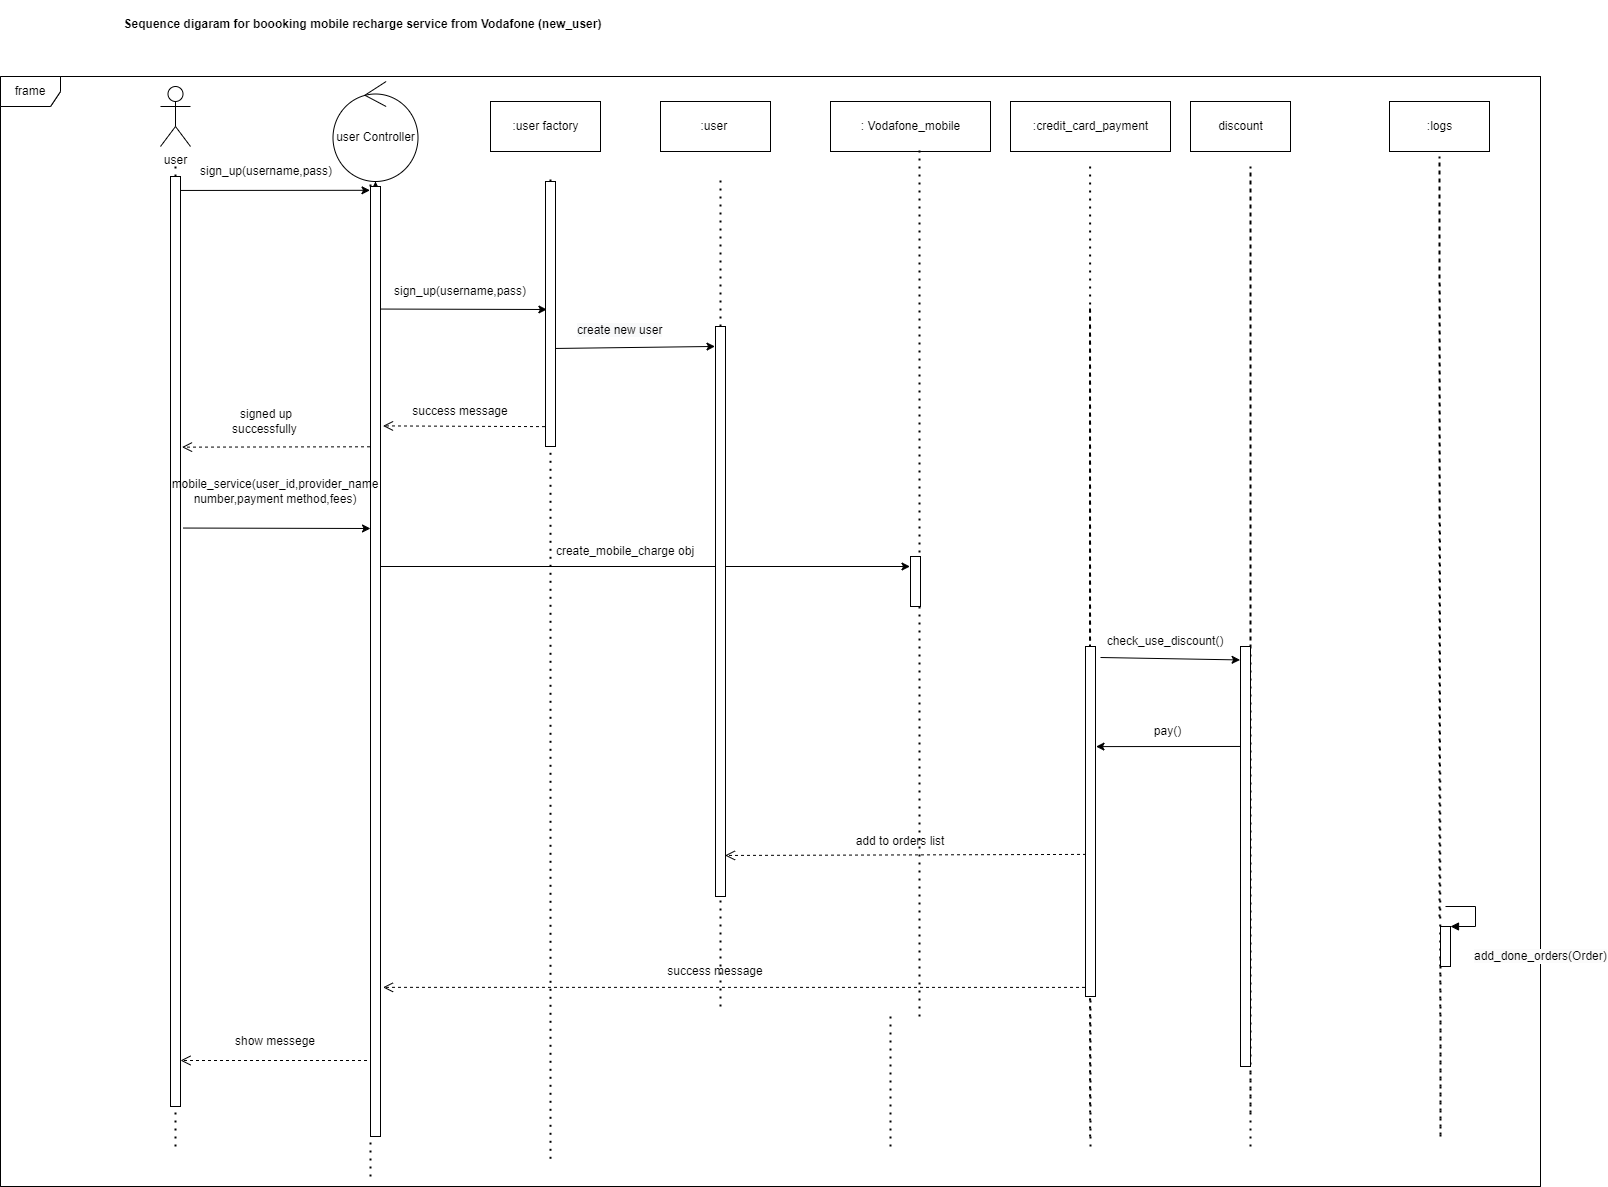 Sequence digaram for boooking mobile recharge service from Vodafone (new_user)
frame
user
user Controller
:user factory
:user
: Vodafone_mobile
:credit_card_payment
discount
:logs
sign_up(username,pass)
sign_up(username,pass)
create new user
success message
signed up
successfully
mobile_service(user_id,provider_name
number,payment method,fees)
create_mobile_charge obj
check_use_discount()
pay()
add to orders list
add_done_orders(Order)
success message
show messege